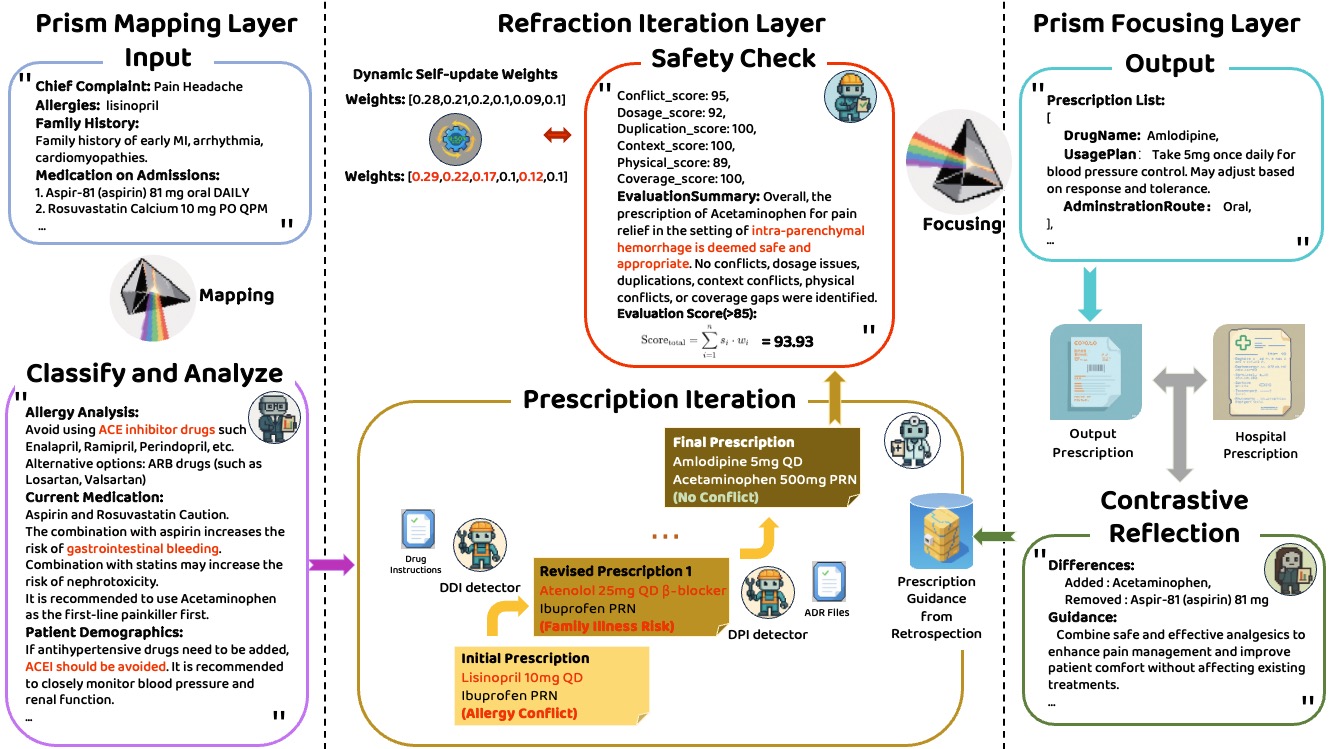 Prism Mapping Layer
Input
"
Chief Complaint: Pain Headache
Allergies: lisinopril
Family History:
Family history of early MI, arrhythmia,
cardiomyopathies.
Medication on Admissions:
1. Aspir-81 (aspirin) 81 mg oral DAILY
2. Rosuvastatin Calcium 10 mg PO QPM
...
"
Mapping
Classify and Analyze
"
Allergy Analysis:
Avoid using ACE inhibitor drugs such
Enalapril, Ramipril, Perindopril, etc.
Alternative options: ARB drugs (such as
Losartan, Valsartan)
Current Medication:
Aspirin and Rosuvastatin Caution.
The combination with aspirin increases the
risk of gastrointestinal bleeding.
Combination with statins may increase the
risk of nephrotoxicity.
It is recommended to use Acetaminophen
as the first-line painkiller first.
Patient Demographics:
If antihypertensive drugs need to be added,
ACEI should be avoided. It is recommended
to closely monitor blood pressure and
renal function.
...
"
Refraction Iteration Layer
Dynamic Self-update Weights
Weights: [0.28,0.21,0.2,0.1,0.09,0.1]
Weights: [0.29,0.22,0.17,0.1,0.12,0.1]
Safety Check
"
Conflict_score: 95,
Dosage_score: 92,
Duplication_score: 100,
Context_score: 100,
Physical_score: 89,
Coverage_score: 100,
EvaluationSummary: Overall, the
prescription of Acetaminophen for pain
relief in the setting of intra-parenchymal
hemorrhage is deemed safe and
appropriate. No conflicts, dosage issues,
duplications, context conflicts, physical
conflicts, or coverage gaps were identified.
Evaluation Score(>85):
Score_total = ∑_{i=1}^{n} s_i · w_i = 93.93
"
Prescription Iteration
Final Prescription
Amlodipine 5mg QD
Acetaminophen 500mg PRN
(No Conflict)
...
Drug
Instructions
DDI detector
Revised Prescription 1
Atenolol 25mg QD β-blocker
Ibuprofen PRN
(Family Illness Risk)
DPI detector
ADR Files
Initial Prescription
Lisinopril 10mg QD
Ibuprofen PRN
(Allergy Conflict)
Prescription
Guidance
from
Retrospection
Focusing
Prism Focusing Layer
Output
"
Prescription List:
[
DrugName: Amlodipine,
UsagePlan: Take 5mg once daily for
blood pressure control. May adjust based
on response and tolerance.
AdminstrationRoute: Oral,
],
...
"
Output
Prescription
Hospital
Prescription
Contrastive
Reflection
"
Differences:
Added : Acetaminophen,
Removed : Aspir-81 (aspirin) 81 mg
Guidance:
Combine safe and effective analgesics to
enhance pain management and improve
patient comfort without affecting existing
treatments.
...
"